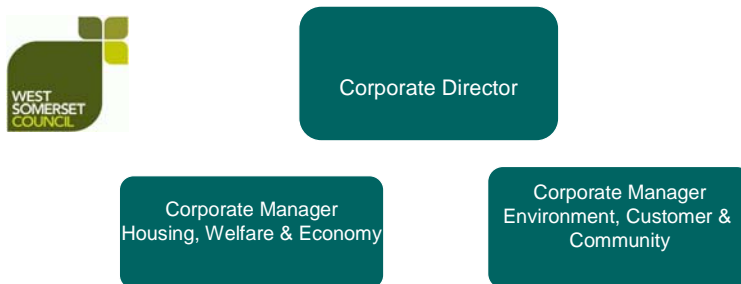 WEST
SOMERSET
COUNCIL
Corporate Director
Corporate Manager
Housing, Welfare & Economy
Corporate Manager
Environment, Customer &
Community